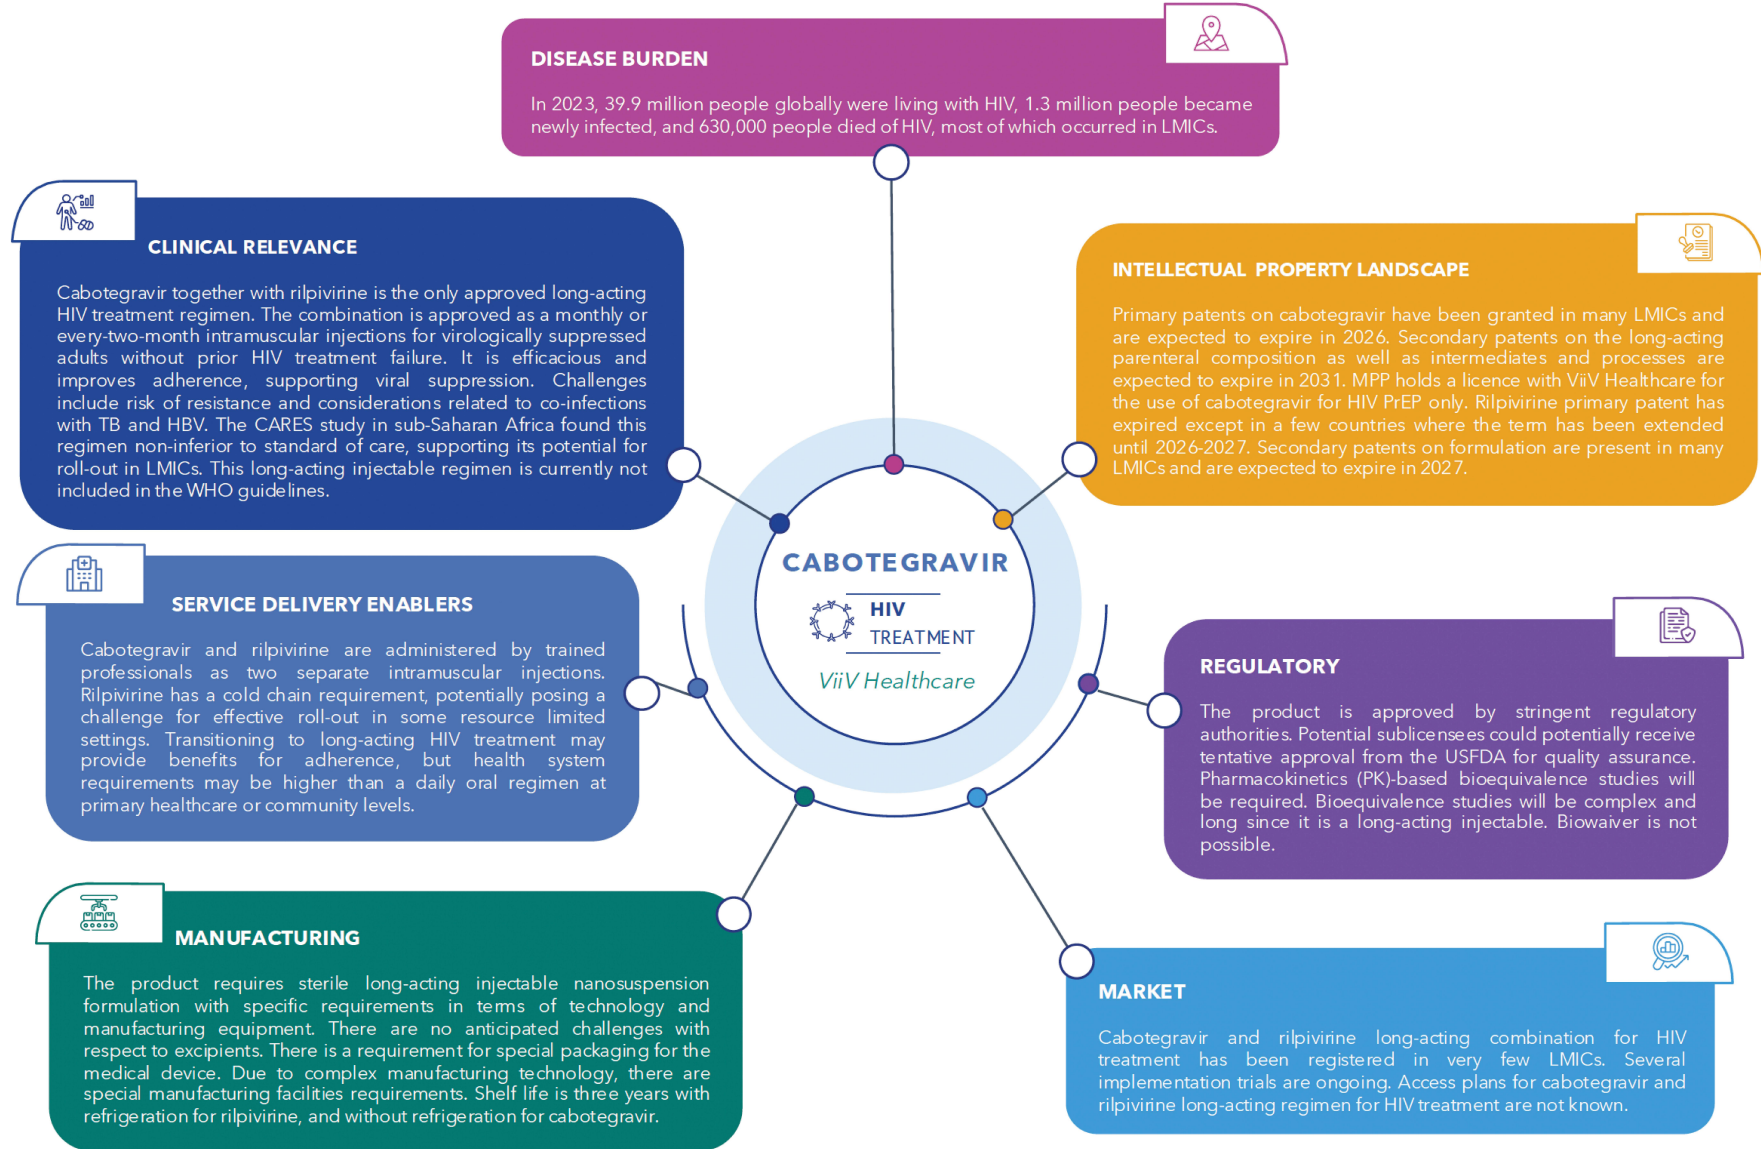 DISEASE BURDEN
In 2023, 39.9 million people globally were living with HIV, 1.3 million people became
newly infected, and 630,000 people died of HIV, most of which occurred in LMICs.
CLINICAL RELEVANCE
Cabotegravir together with rilpivirine is the only approved long-acting
HIV treatment regimen. The combination is approved as a monthly or
every-two-month intramuscular injections for virologically suppressed
adults without prior HIV treatment failure. It is efficacious and
improves adherence, supporting viral suppression. Challenges
include risk of resistance and considerations related to co-infections
with TB and HBV. The CARES study in sub-Saharan Africa found this
regimen non-inferior to standard of care, supporting its potential for
roll-out in LMICs. This long-acting injectable regimen is currently not
included in the WHO guidelines.
INTELLECTUAL PROPERTY LANDSCAPE
Primary patents on cabotegravir have been granted in many LMICs and
are expected to expire in 2026. Secondary patents on the long-acting
parenteral composition as well as intermediates and processes are
expected to expire in 2031. MPP holds a licence with ViiV Healthcare for
the use of cabotegravir for HIV PrEP only. Rilpivirine primary patent has
expired except in a few countries where the term has been extended
until 2026-2027. Secondary patents on formulation are present in many
LMICs and are expected to expire in 2027.
CABOTEGRAVIR
HIV
TREATMENT
ViiV Healthcare
SERVICE DELIVERY ENABLERS
Cabotegravir and rilpivirine are administered by trained
professionals as two separate intramuscular injections.
Rilpivirine has a cold chain requirement, potentially posing a
challenge for effective roll-out in some resource limited
settings. Transitioning to long-acting HIV treatment may
provide benefits for adherence, but health system
requirements may be higher than a daily oral regimen at
primary healthcare or community levels.
REGULATORY
The product is approved by stringent regulatory
authorities. Potential sublicensees could potentially receive
tentative approval from the USFDA for quality assurance.
Pharmacokinetics (PK)-based bioequivalence studies will
be required. Bioequivalence studies will be complex and
long since it is a long-acting injectable. Biowaiver is not
possible.
MANUFACTURING
The product requires sterile long-acting injectable nanosuspension
formulation with specific requirements in terms of technology and
manufacturing equipment. There are no anticipated challenges with
respect to excipients. There is a requirement for special packaging for the
medical device. Due to complex manufacturing technology, there are
special manufacturing facilities requirements. Shelf life is three years with
refrigeration for rilpivirine, and without refrigeration for cabotegravir.
MARKET
Cabotegravir and rilpivirine long-acting combination for HIV
treatment has been registered in very few LMICs. Several
implementation trials are ongoing. Access plans for cabotegravir and
rilpivirine long-acting regimen for HIV treatment are not known.